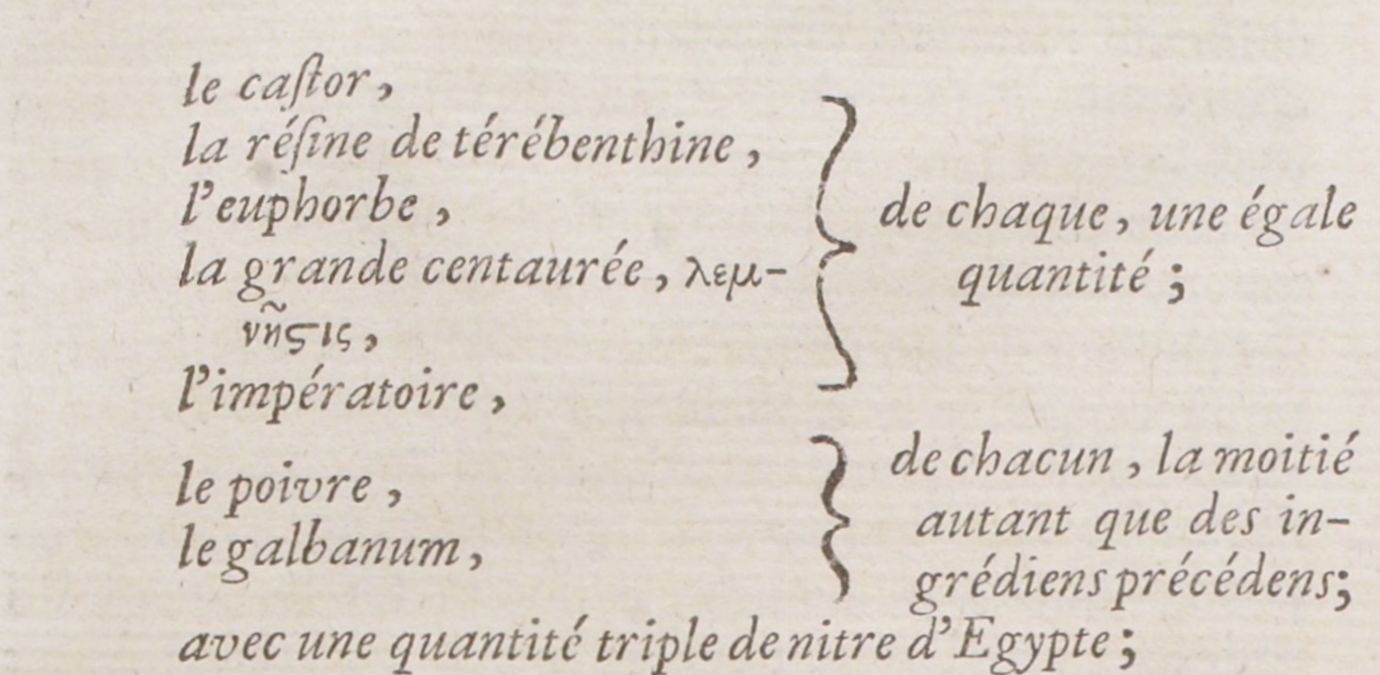 le caſtor,
la réſine de térébenthine,
l'euphorbe,
la grande centaurée, λεμ-
νῆςις,
l'impératoire,
de chaque, une égale
quantité;
le poivre,
le galbanum,
de chacun, la moitié
autant que des in-
grédiens précédens;
avec une quantité triple de nitre d'Egypte;